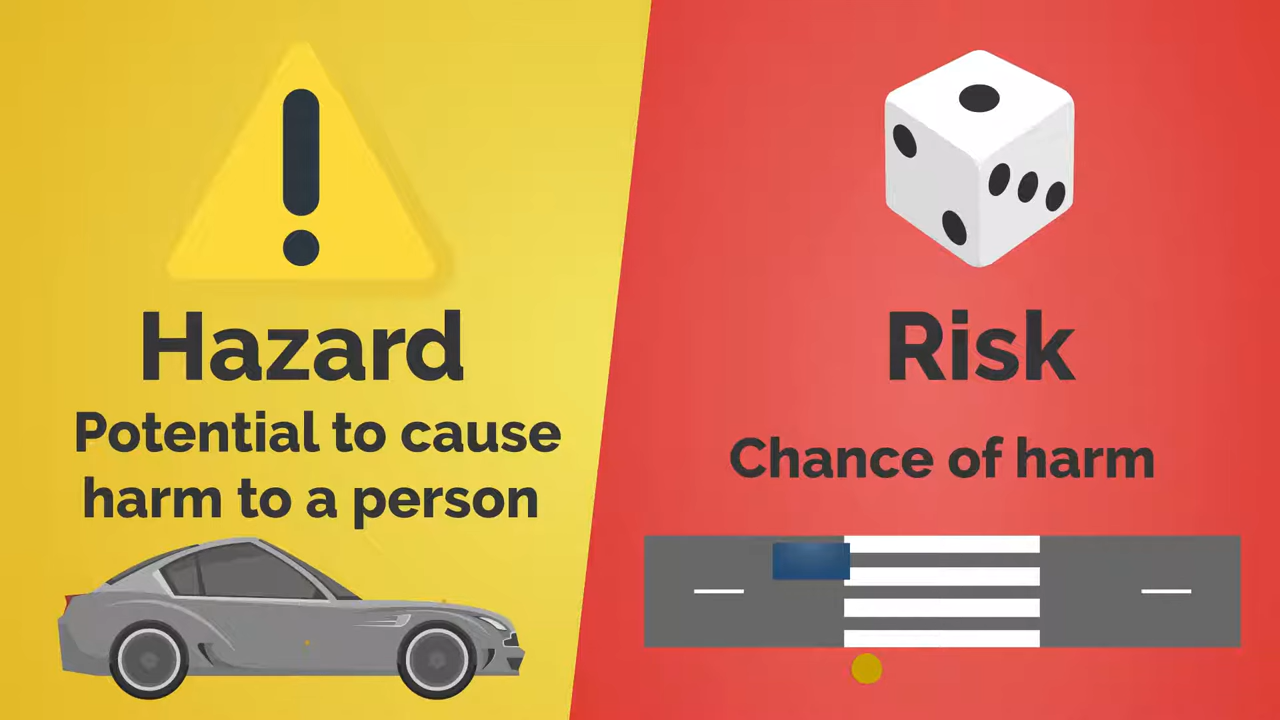 Hazard
Potential to cause
harm to a person
Risk
Chance of harm